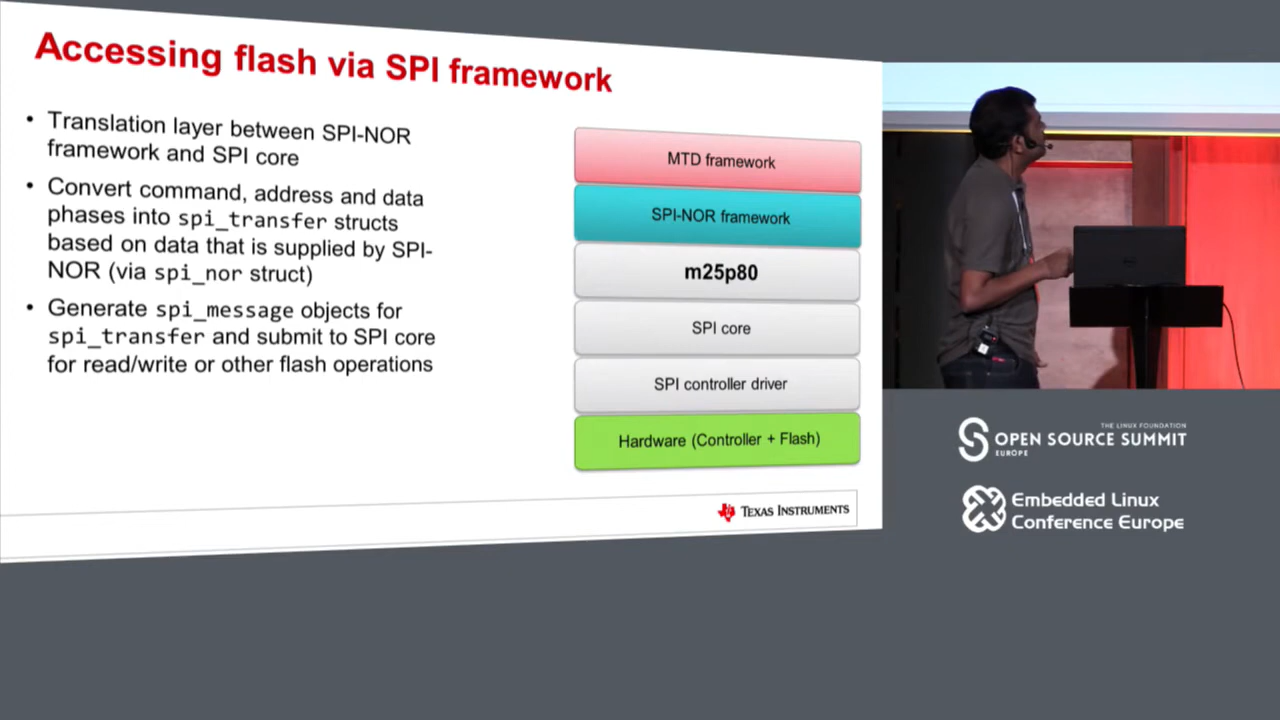 Accessing flash via SPI framework
• Translation layer between SPI-NOR
framework and SPI core
• Convert command, address and data
phases into spi_transfer structs
based on data that is supplied by SPI-
NOR (via spi_nor struct)
• Generate spi_message objects for
spi_transfer and submit to SPI core
for read/write or other flash operations
MTD framework
SPI-NOR framework
m25p80
SPI core
SPI controller driver
Hardware (Controller + Flash)
TEXAS INSTRUMENTS
THE LINUX FOUNDATION
OPEN SOURCE SUMMIT
EUROPE
Embedded Linux
Conference Europe